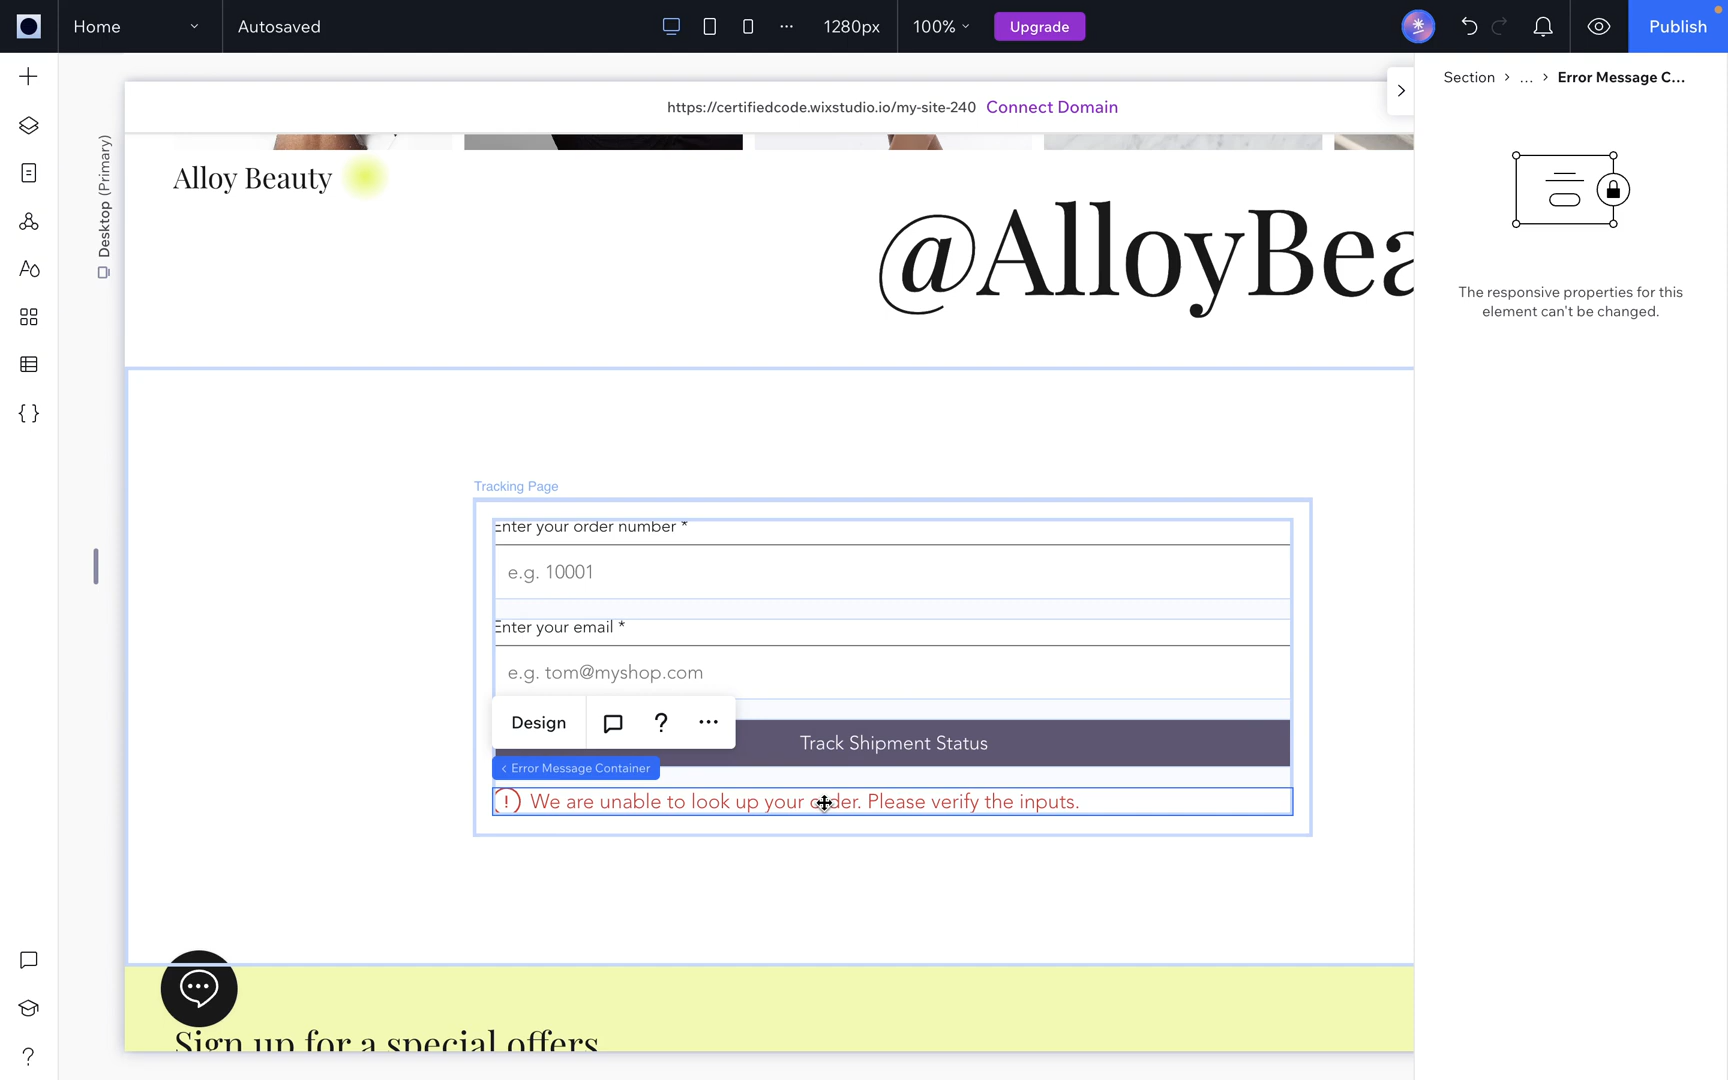 Home
Autosaved
1280px
100%
Upgrade
Publish
https://certifiedcode.wixstudio.io/my-site-240 Connect Domain
Section > ... > Error Message C...
Desktop (Primary)
Alloy Beauty
@AlloyBea
The responsive properties for this
element can't be changed.
Tracking Page
Enter your order number *
e.g. 10001
Enter your email *
e.g. tom@myshop.com
Design
Track Shipment Status
< Error Message Container
We are unable to look up your order. Please verify the inputs.
Sign up for a special offers